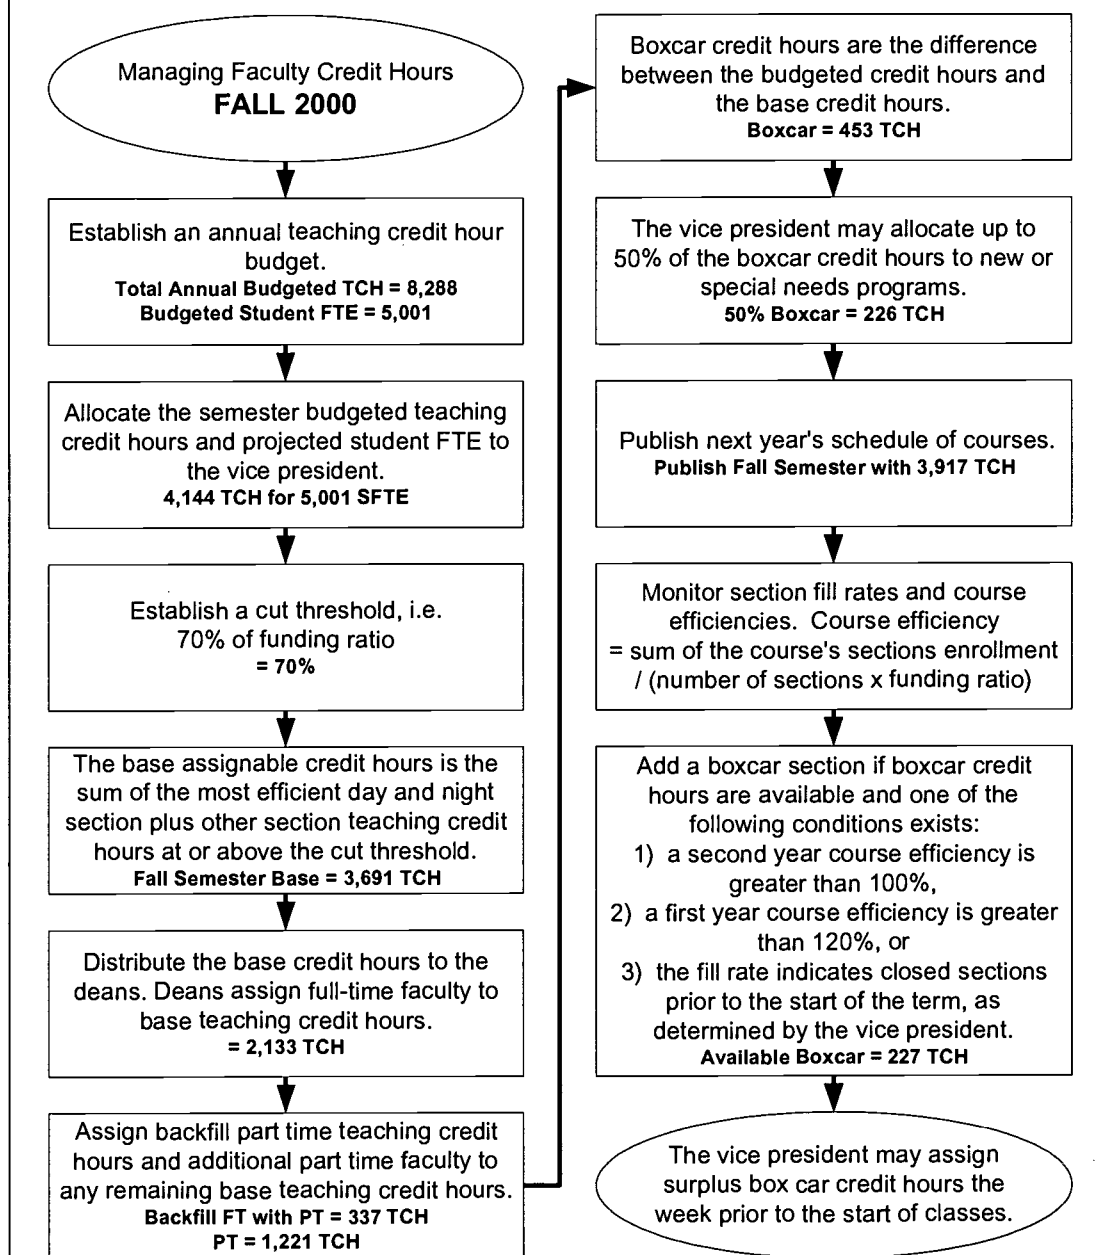 Managing Faculty Credit Hours
FALL 2000
Establish an annual teaching credit hour
budget.
Total Annual Budgeted TCH = 8,288
Budgeted Student FTE = 5,001
Allocate the semester budgeted teaching
credit hours and projected student FTE to
the vice president.
4,144 TCH for 5,001 SFTE
Establish a cut threshold, i.e.
70% of funding ratio
= 70%
The base assignable credit hours is the
sum of the most efficient day and night
section plus other section teaching credit
hours at or above the cut threshold.
Fall Semester Base = 3,691 TCH
Distribute the base credit hours to the
deans. Deans assign full-time faculty to
base teaching credit hours.
= 2,133 TCH
Assign backfill part time teaching credit
hours and additional part time faculty to
any remaining base teaching credit hours.
Backfill FT with PT = 337 TCH
PT = 1,221 TCH
Boxcar credit hours are the difference
between the budgeted credit hours and
the base credit hours.
Boxcar = 453 TCH
The vice president may allocate up to
50% of the boxcar credit hours to new or
special needs programs.
50% Boxcar = 226 TCH
Publish next year's schedule of courses.
Publish Fall Semester with 3,917 TCH
Monitor section fill rates and course
efficiencies. Course efficiency
= sum of the course's sections enrollment
/ (number of sections x funding ratio)
Add a boxcar section if boxcar credit
hours are available and one of the
following conditions exists:
1) a second year course efficiency is
greater than 100%,
2) a first year course efficiency is greater
than 120%, or
3) the fill rate indicates closed sections
prior to the start of the term, as
determined by the vice president.
Available Boxcar = 227 TCH
The vice president may assign
surplus box car credit hours the
week prior to the start of classes.